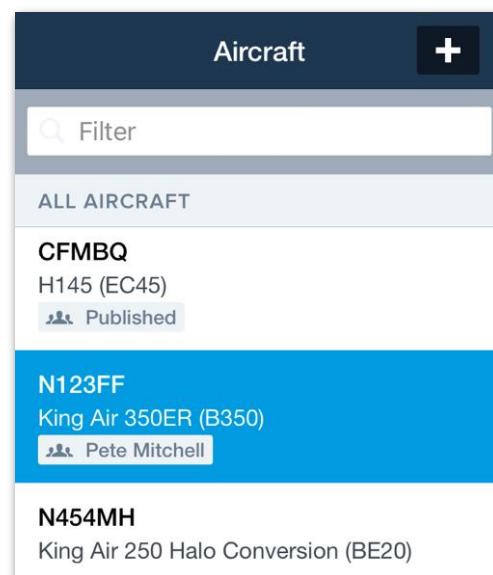 Aircraft
Filter
ALL AIRCRAFT
CFMBQ
H145 (EC45)
Published
N123FF
King Air 350ER (B350)
Pete Mitchell
N454MH
King Air 250 Halo Conversion (BE20)